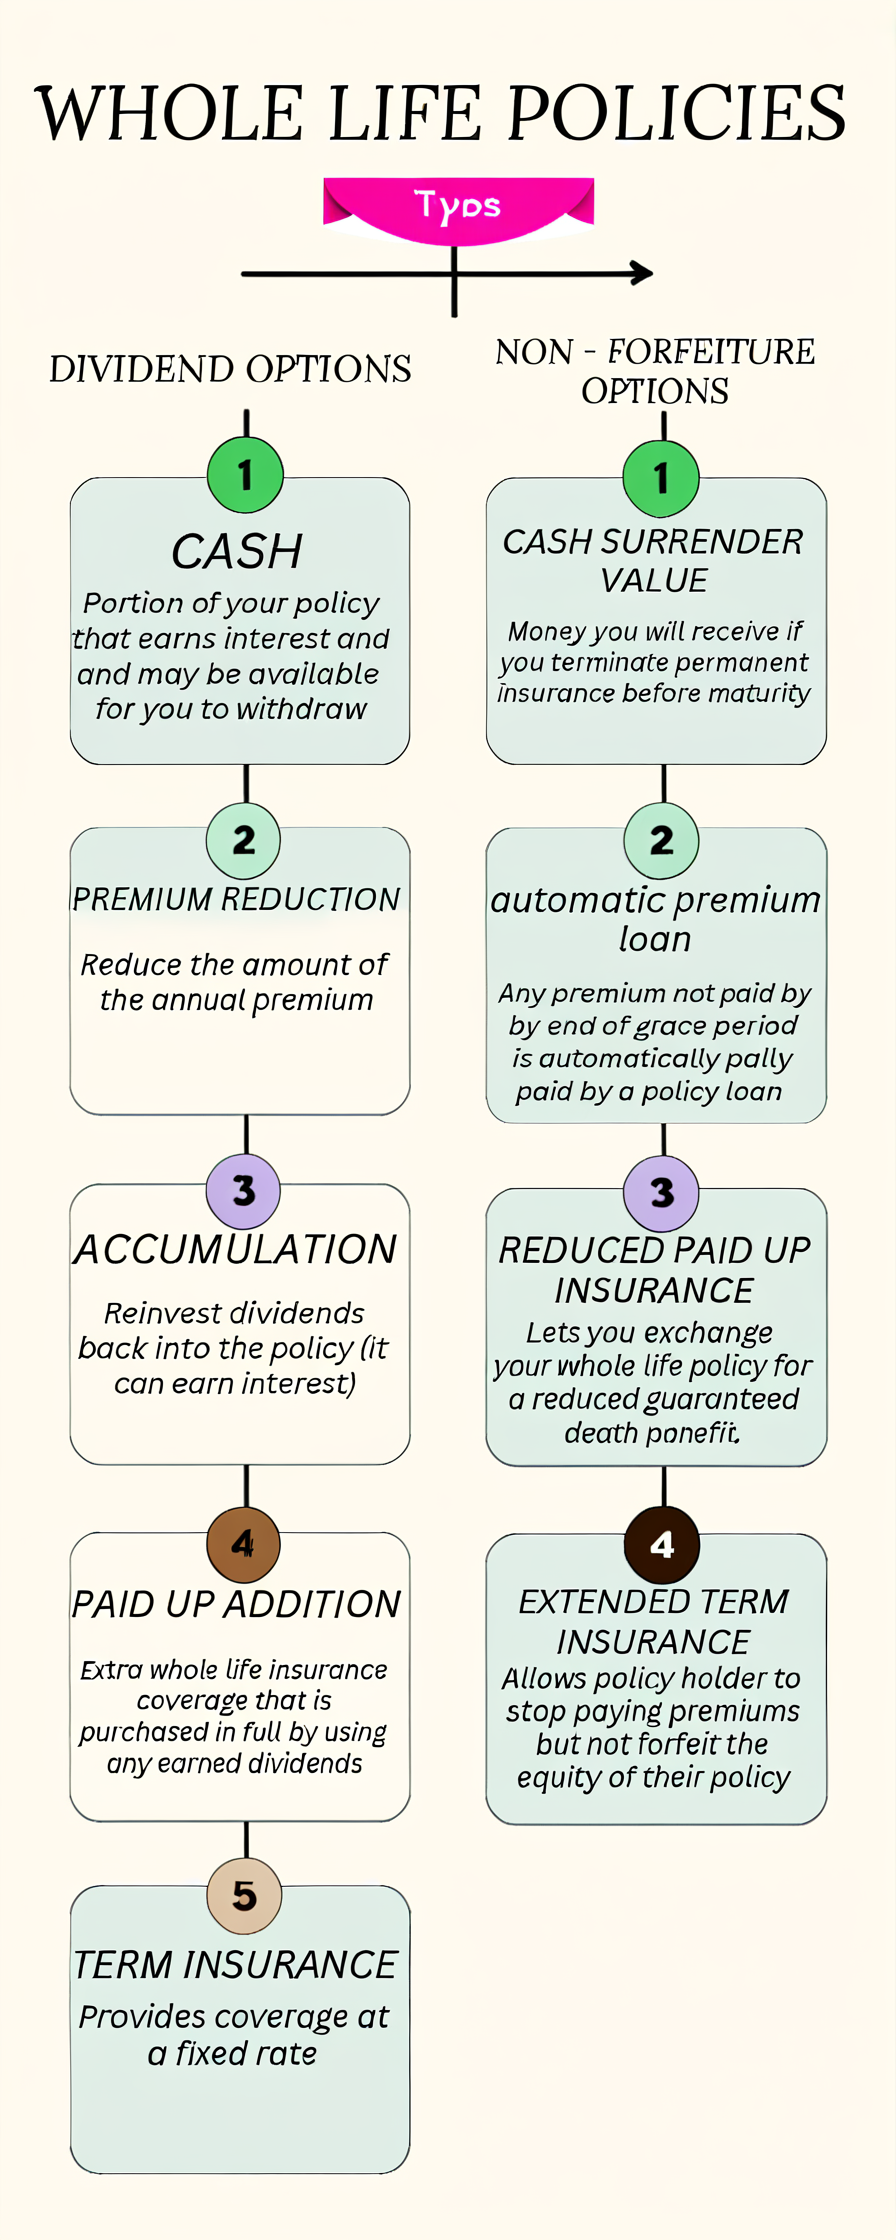 WHOLE LIFE POLICIES
Typs
DIVIDEND OPTIONS
1
CASH
Portion of your policy
that earns interest and
and may be available
for you to withdraw
2
PREMIUM REDUCTION
Reduce the amount of
the annual premium
3
ACCUMULATION
Reinvest dividends
back into the policy (it
can earn interest)
4
PAID UP ADDITION
Extra whole life insurance
coverage that is
purchased in full by using
any earned dividends
5
TERM INSURANCE
Provides coverage at
a fixed rate
NON - FORFEITURE
OPTIONS
1
CASH SURRENDER
VALUE
Money you will receive if
you terminate permanent
insurance before maturity
2
automatic premium
loan
Any premium not paid by
by end of grace period
is automatically pally
paid by a policy loan
3
REDUCED PAID UP
INSURANCE
Lets you exchange
your whole life policy for
a reduced guaranteed
death ponefit.
4
EXTENDED TERM
INSURANCE
Allows policy holder to
stop paying premiums
but not forfeit the
equity of their policy